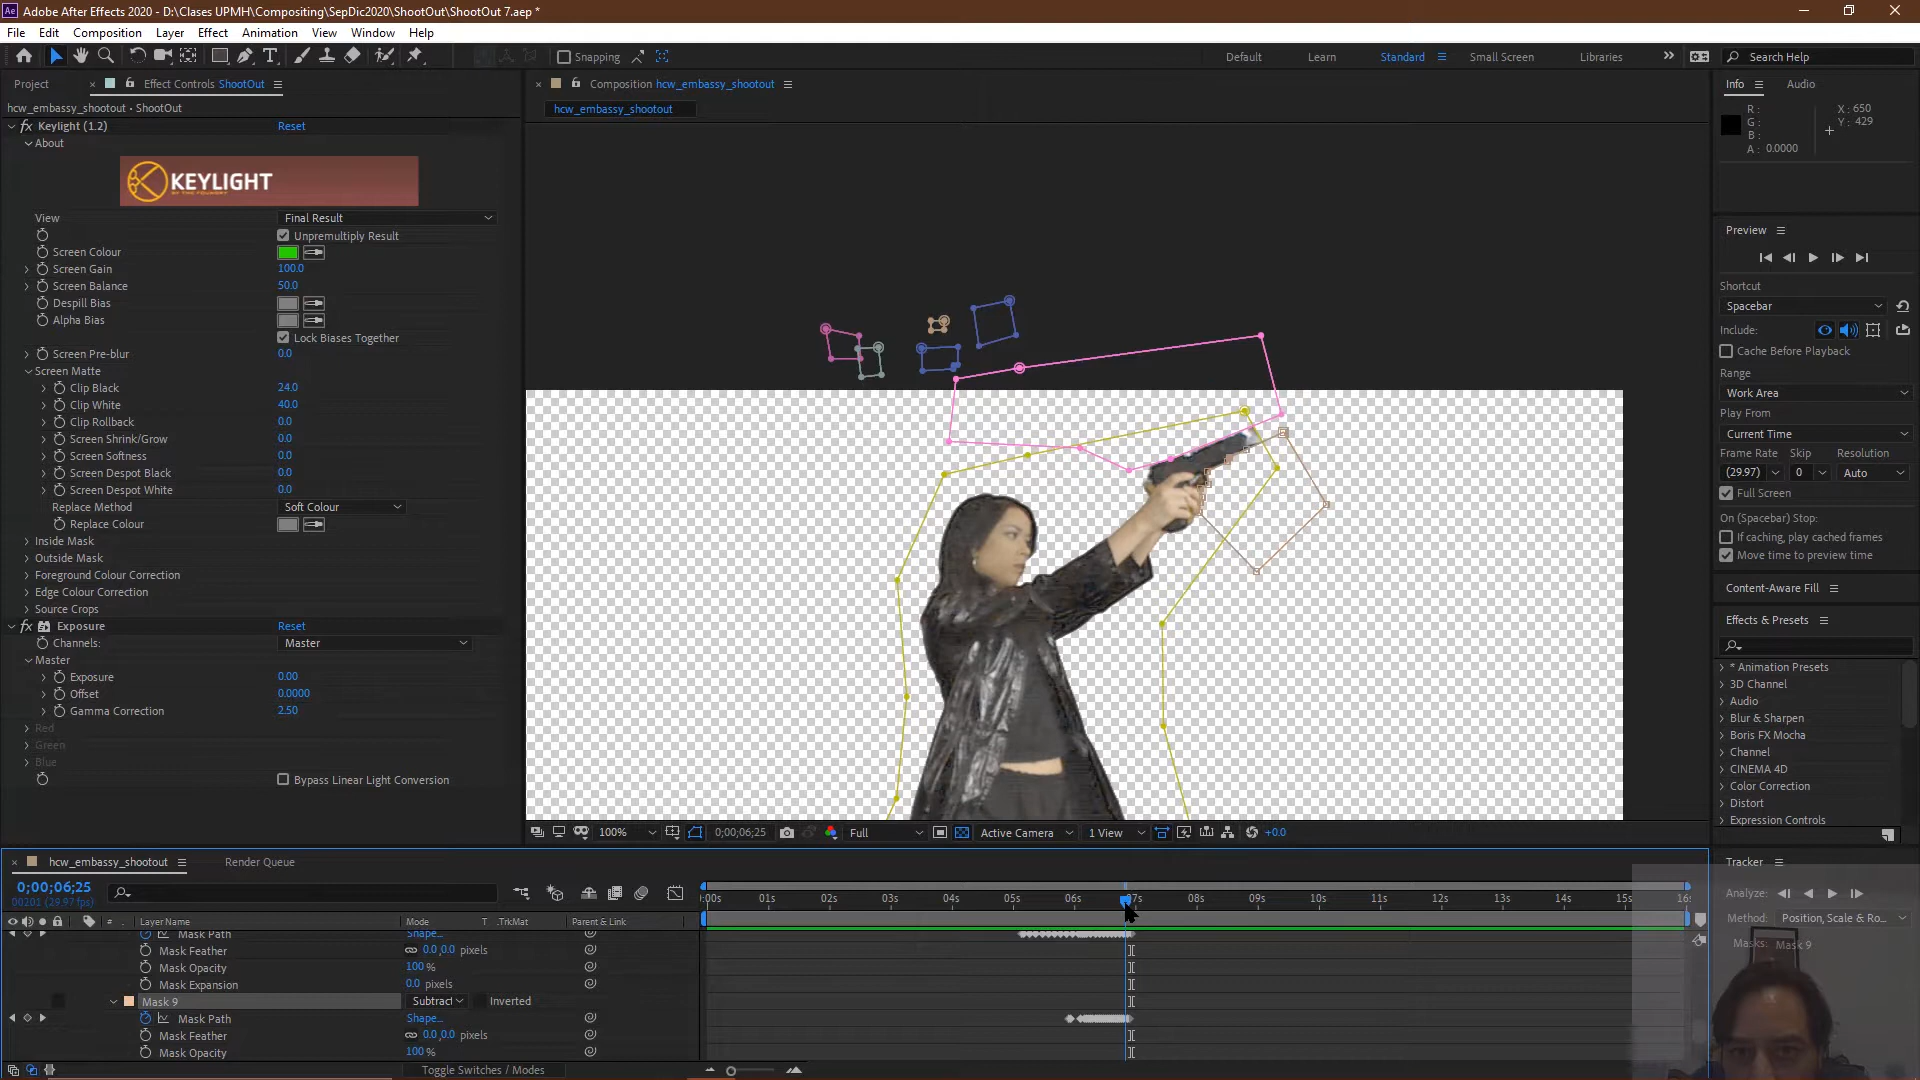 Adobe After Effects 2020 - D:\Clases UPMH\Compositing\SepDic2020\ShootOut\ShootOut 7.aep *
File Edit Composition Layer Effect Animation View Window Help
Snapping Default Learn Standard Small Screen Libraries Search Help
Project Effect Controls ShootOut
hcw_embassy_shootout • ShootOut
Keylight (1.2) Reset
About
KEYLIGHT
View Final Result
Unpremultiply Result
Screen Colour
Screen Gain 100.0
Screen Balance 50.0
Despill Bias
Alpha Bias
Lock Biases Together
Screen Pre-blur 0.0
Screen Matte
Clip Black 24.0
Clip White 40.0
Clip Rollback 0.0
Screen Shrink/Grow 0.0
Screen Softness 0.0
Screen Despot Black 0.0
Screen Despot White 0.0
Replace Method Soft Colour
Replace Colour
Inside Mask
Outside Mask
Foreground Colour Correction
Edge Colour Correction
Source Crops
Exposure Reset
Channels: Master
Master
Exposure 0.00
Offset 0.0000
Gamma Correction 2.50
Red
Green
Blue
Bypass Linear Light Conversion
Composition hcw_embassy_shootout
hcw_embassy_shootout
100% 0;00;06;25 Full Active Camera 1 View +0.0
Info Audio
R: X: 650
G: Y: 429
B:
A: 0.0000
Preview
Shortcut
Spacebar
Include:
Cache Before Playback
Range
Work Area
Play From
Current Time
Frame Rate Skip Resolution
(29.97) 0 Auto
Full Screen
On (Spacebar) Stop:
If caching, play cached frames
Move time to preview time
Content-Aware Fill
Effects & Presets
* Animation Presets
3D Channel
Audio
Blur & Sharpen
Boris FX Mocha
Channel
CINEMA 4D
Color Correction
Distort
Expression Controls
Tracker
Analyze:
Method: Position, Scale & Ro...
Masks: Mask 9
hcw_embassy_shootout Render Queue
0;00;06;25
00201 (29.97 fps)
:00s 01s 02s 03s 04s 05s 06s 07s 08s 09s 10s 11s 12s 13s 14s 15s 16s
# Layer Name Mode T .TrkMat Parent & Link
Mask Path Shape...
Mask Feather 0.0,0.0 pixels
Mask Opacity 100 %
Mask Expansion 0.0 pixels
Mask 9 Subtract Inverted
Mask Path Shape...
Mask Feather 0.0,0.0 pixels
Mask Opacity 100 %
Toggle Switches / Modes